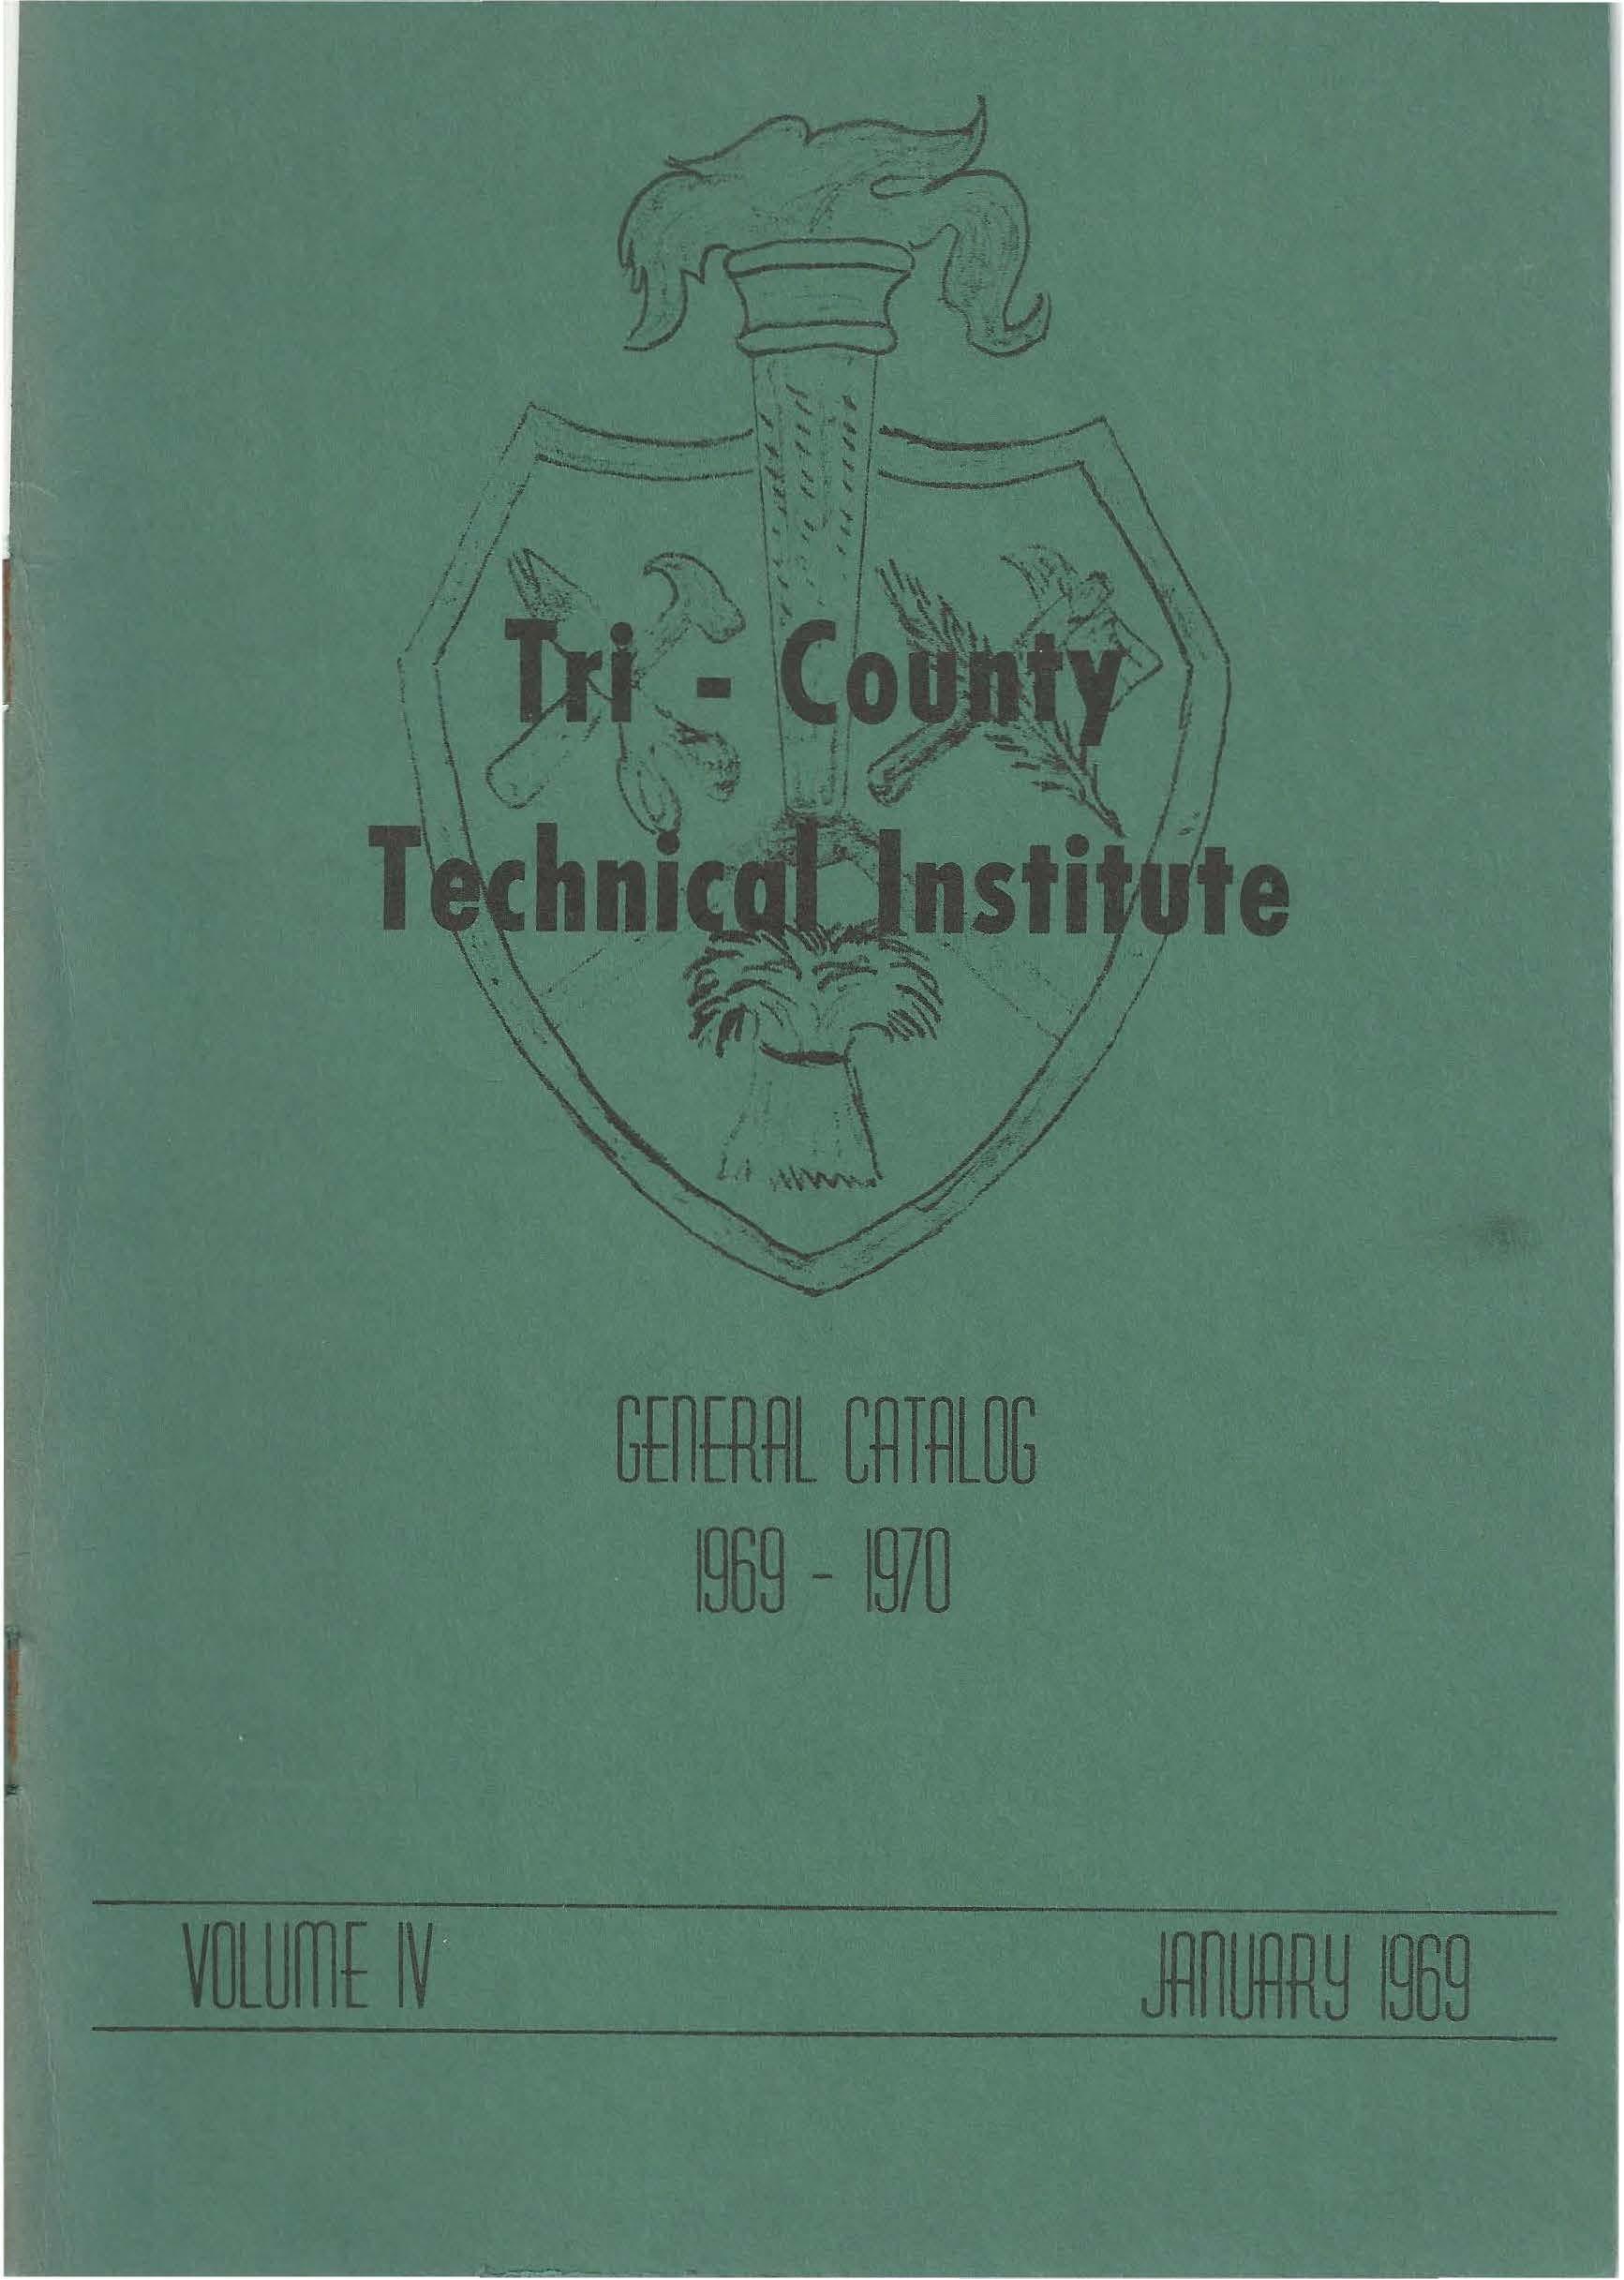 Tri - County
Technical Institute
GENERAL CATALOG
1969 - 1970
VOLUME IV
JANUARY 1969